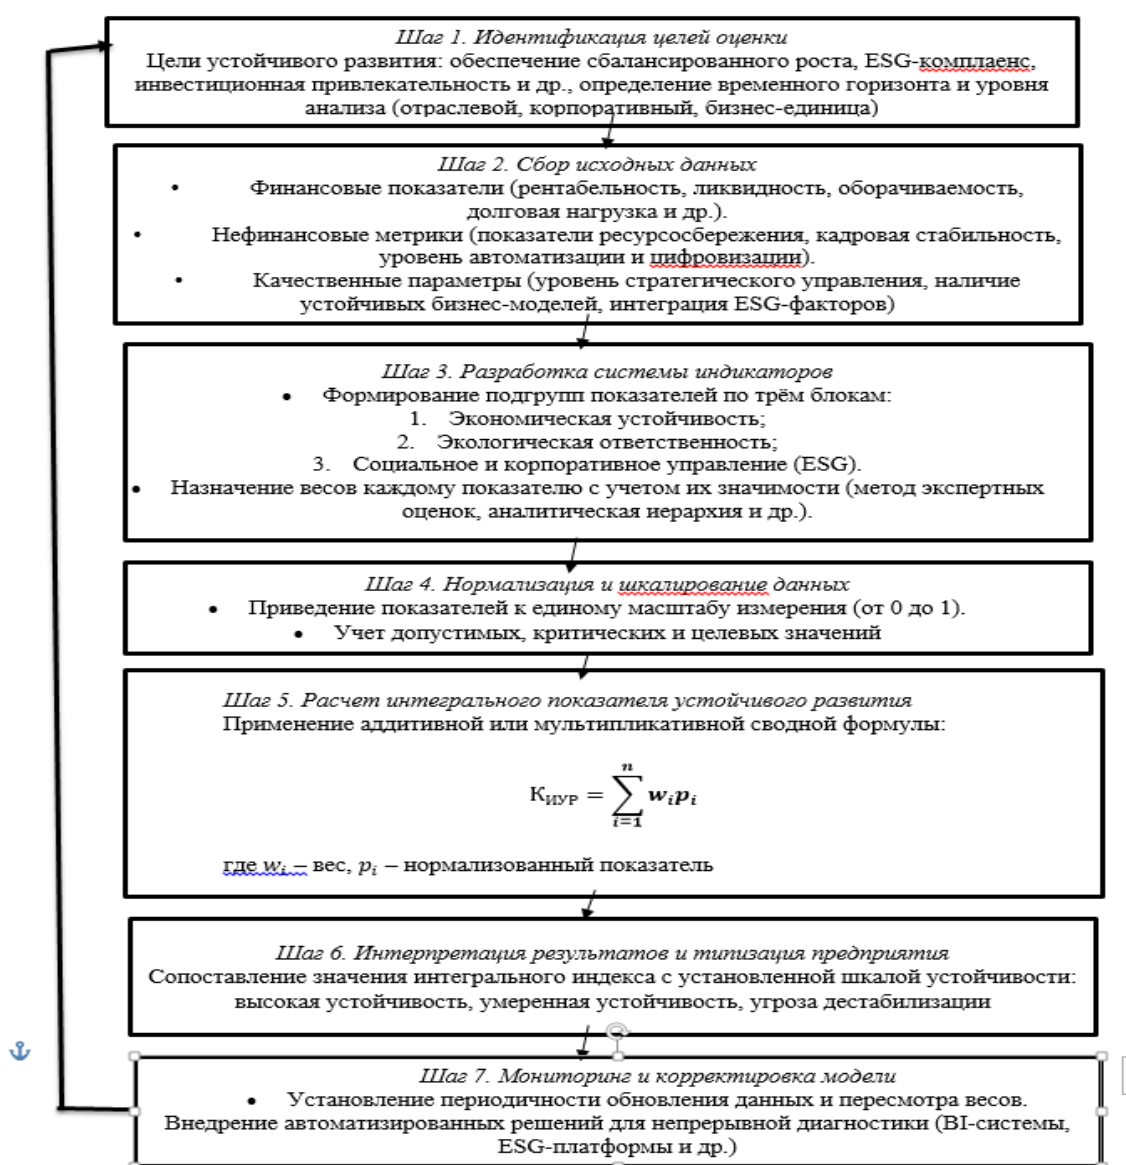 Шаг 1. Идентификация целей оценки
Цели устойчивого развития: обеспечение сбалансированного роста, ESG-комплаенс,
инвестиционная привлекательность и др., определение временного горизонта и уровня
анализа (отраслевой, корпоративный, бизнес-единица)
Шаг 2. Сбор исходных данных
• Финансовые показатели (рентабельность, ликвидность, оборачиваемость,
долговая нагрузка и др.).
• Нефинансовые метрики (показатели ресурсосбережения, кадровая стабильность,
уровень автоматизации и цифровизации).
• Качественные параметры (уровень стратегического управления, наличие
устойчивых бизнес-моделей, интеграция ESG-факторов)
Шаг 3. Разработка системы индикаторов
• Формирование подгрупп показателей по трём блокам:
1. Экономическая устойчивость;
2. Экологическая ответственность;
3. Социальное и корпоративное управление (ESG).
• Назначение весов каждому показателю с учетом их значимости (метод экспертных
оценок, аналитическая иерархия и др.).
Шаг 4. Нормализация и шкалирование данных
• Приведение показателей к единому масштабу измерения (от 0 до 1).
• Учет допустимых, критических и целевых значений
Шаг 5. Расчет интегрального показателя устойчивого развития
Применение аддитивной или мультипликативной сводной формулы:
К_ИУР = ∑_{i=1}^{n} w_i p_i
где w_i – вес, p_i – нормализованный показатель
Шаг 6. Интерпретация результатов и типизация предприятия
Сопоставление значения интегрального индекса с установленной шкалой устойчивости:
высокая устойчивость, умеренная устойчивость, угроза дестабилизации
Шаг 7. Мониторинг и корректировка модели
• Установление периодичности обновления данных и пересмотра весов.
Внедрение автоматизированных решений для непрерывной диагностики (BI-системы,
ESG-платформы и др.)